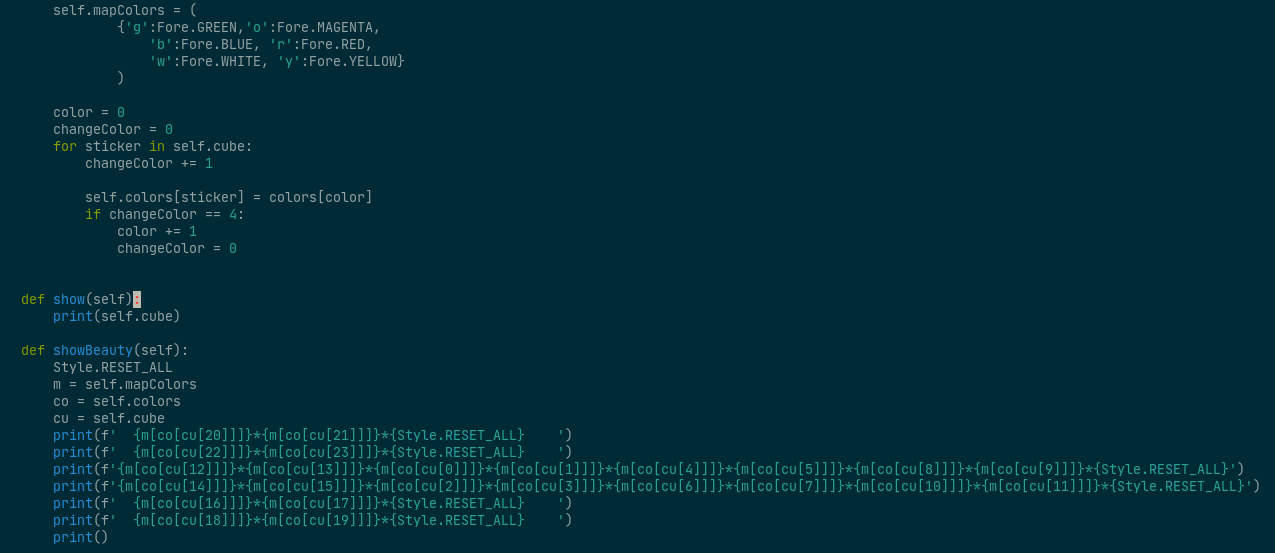 self.mapColors = (
        {'g':Fore.GREEN,'o':Fore.MAGENTA,
            'b':Fore.BLUE, 'r':Fore.RED,
            'w':Fore.WHITE, 'y':Fore.YELLOW}
        )
color = 0
changeColor = 0
for sticker in self.cube:
    changeColor += 1
    self.colors[sticker] = colors[color]
    if changeColor == 4:
        color += 1
        changeColor = 0
def show(self):
    print(self.cube)
def showBeauty(self):
    Style.RESET_ALL
    m = self.mapColors
    co = self.colors
    cu = self.cube
    print(f'  {m[co[cu[20]]]}*{m[co[cu[21]]]}*{Style.RESET_ALL}    ')
    print(f'  {m[co[cu[22]]]}*{m[co[cu[23]]]}*{Style.RESET_ALL}    ')
    print(f'{m[co[cu[12]]]}*{m[co[cu[13]]]}*{m[co[cu[0]]]}*{m[co[cu[1]]]}*{m[co[cu[4]]]}*{m[co[cu[5]]]}*{m[co[cu[8]]]}*{m[co[cu[9]]]}*{Style.RESET_ALL}')
    print(f'{m[co[cu[14]]]}*{m[co[cu[15]]]}*{m[co[cu[2]]]}*{m[co[cu[3]]]}*{m[co[cu[6]]]}*{m[co[cu[7]]]}*{m[co[cu[10]]]}*{m[co[cu[11]]]}*{Style.RESET_ALL}')
    print(f'  {m[co[cu[16]]]}*{m[co[cu[17]]]}*{Style.RESET_ALL}    ')
    print(f'  {m[co[cu[18]]]}*{m[co[cu[19]]]}*{Style.RESET_ALL}    ')
    print()